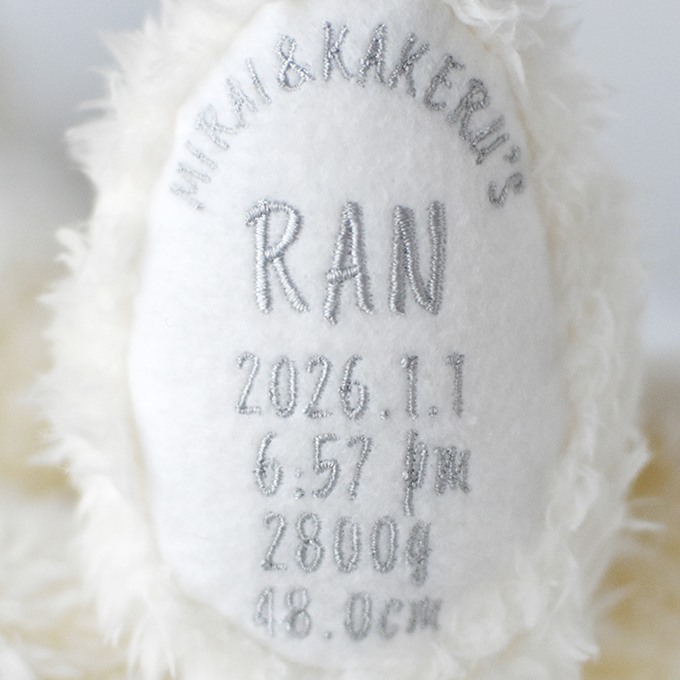 MIRAI&KAKERU'S
RAN
2026.1.1
6:57 pm
2800g
48.0cm